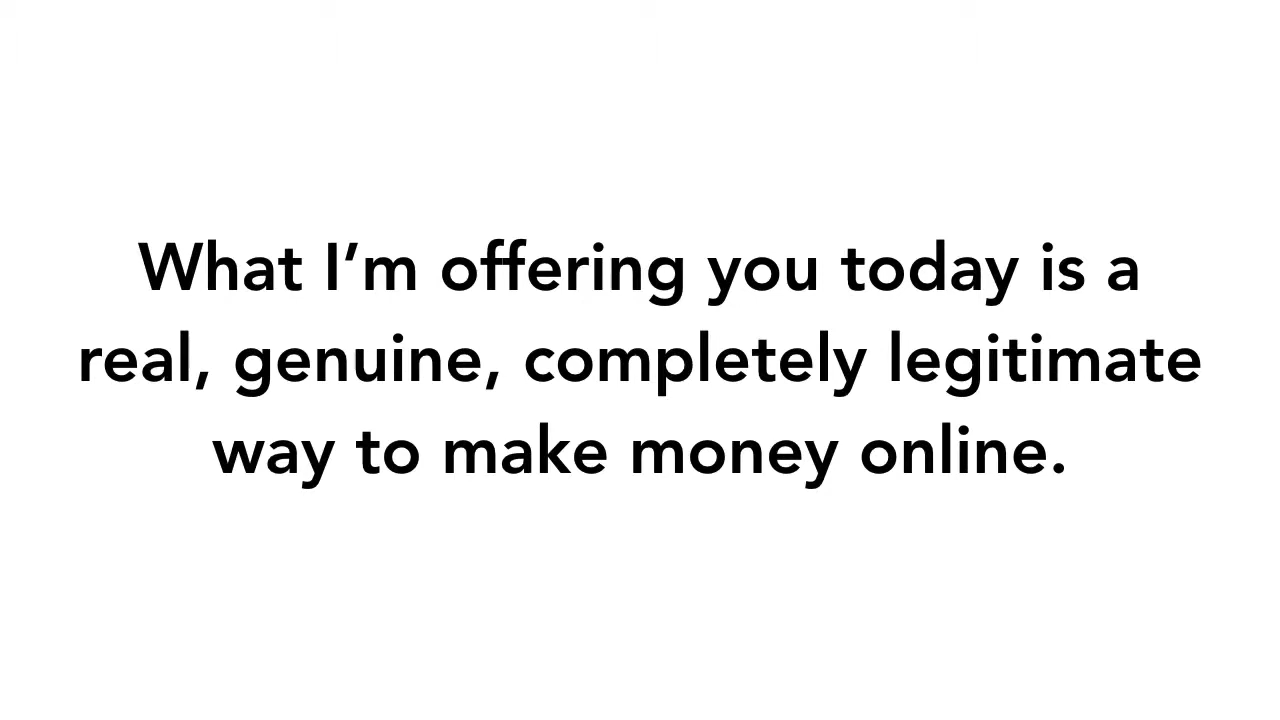 What I’m offering you today is a
real, genuine, completely legitimate
way to make money online.